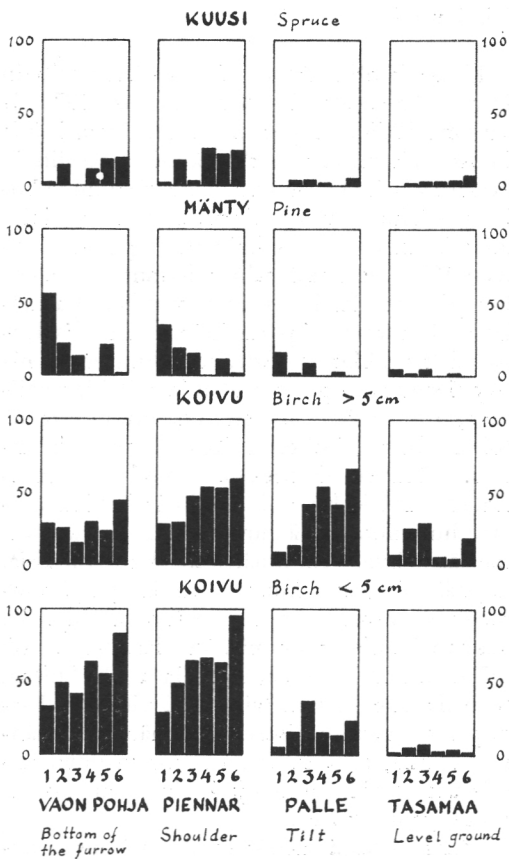 KUUSI Spruce
100 100
50 50
0 0
MÄNTY Pine
100 100
50 50
0 0
KOIVU Birch > 5 cm
100 100
50 50
0 0
KOIVU Birch < 5 cm
100 100
50 50
0 0
123456 123456 123456 123456
VAON POHJA PIENNAR PALLE TASAMAA
Bottom of the furrow Shoulder Tilt Level ground